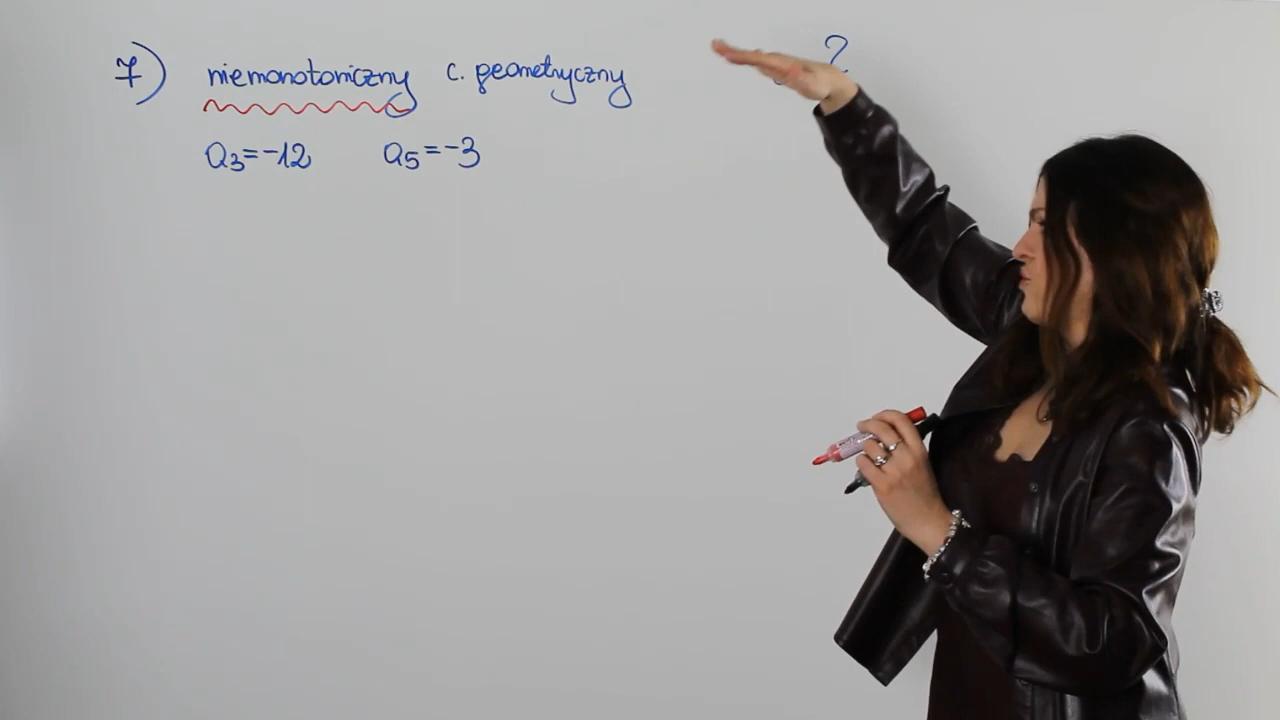 7) niemonotoniczny c. geometryczny ?
a₃=-12 a₅=-3